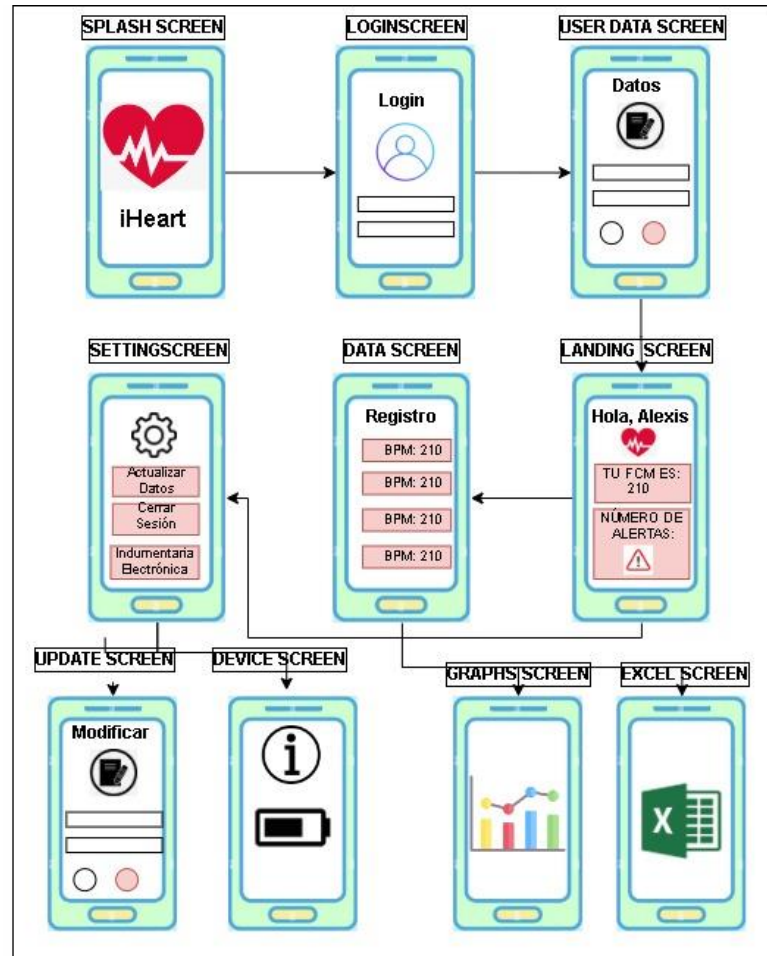 SPLASH SCREEN
LOGINSCREEN
USER DATA SCREEN
iHeart
Login
Datos
SETTINGSCREEN
DATA SCREEN
LANDING SCREEN
Actualizar
Datos
Cerrar
Sesión
Indumentaria
Electrónica
Registro
BPM: 210
BPM: 210
BPM: 210
BPM: 210
Hola, Alexis
TU FCM ES:
210
NÚMERO DE
ALERTAS:
UPDATE SCREEN
DEVICE SCREEN
GRAPHS SCREEN
EXCEL SCREEN
Modificar
i
X